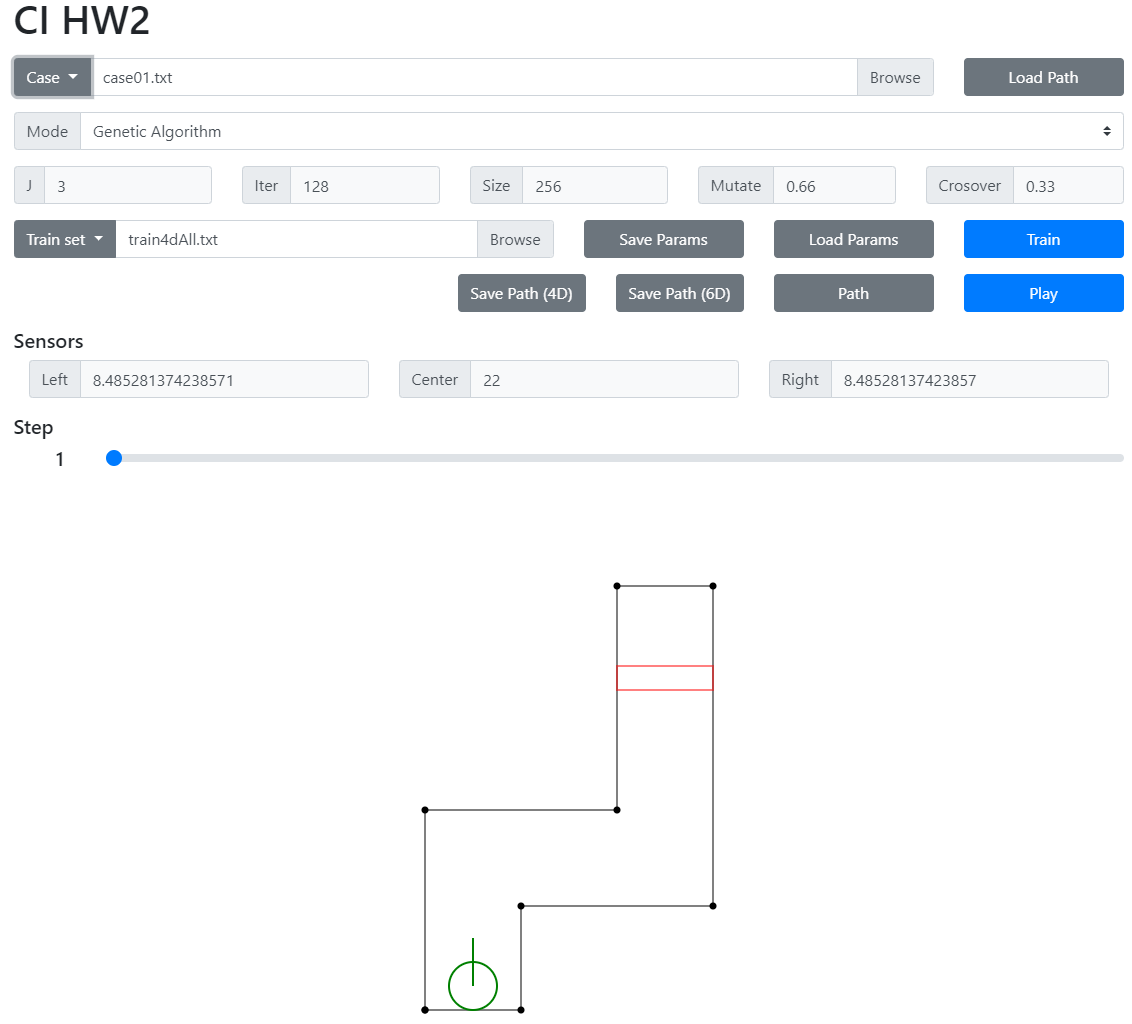 CI HW2
Case case01.txt Browse Load Path
Mode Genetic Algorithm
J 3 Iter 128 Size 256 Mutate 0.66 Crosover 0.33
Train set train4dAll.txt Browse Save Params Load Params Train
Save Path (4D) Save Path (6D) Path Play
Sensors
Left 8.485281374238571 Center 22 Right 8.48528137423857
Step
1